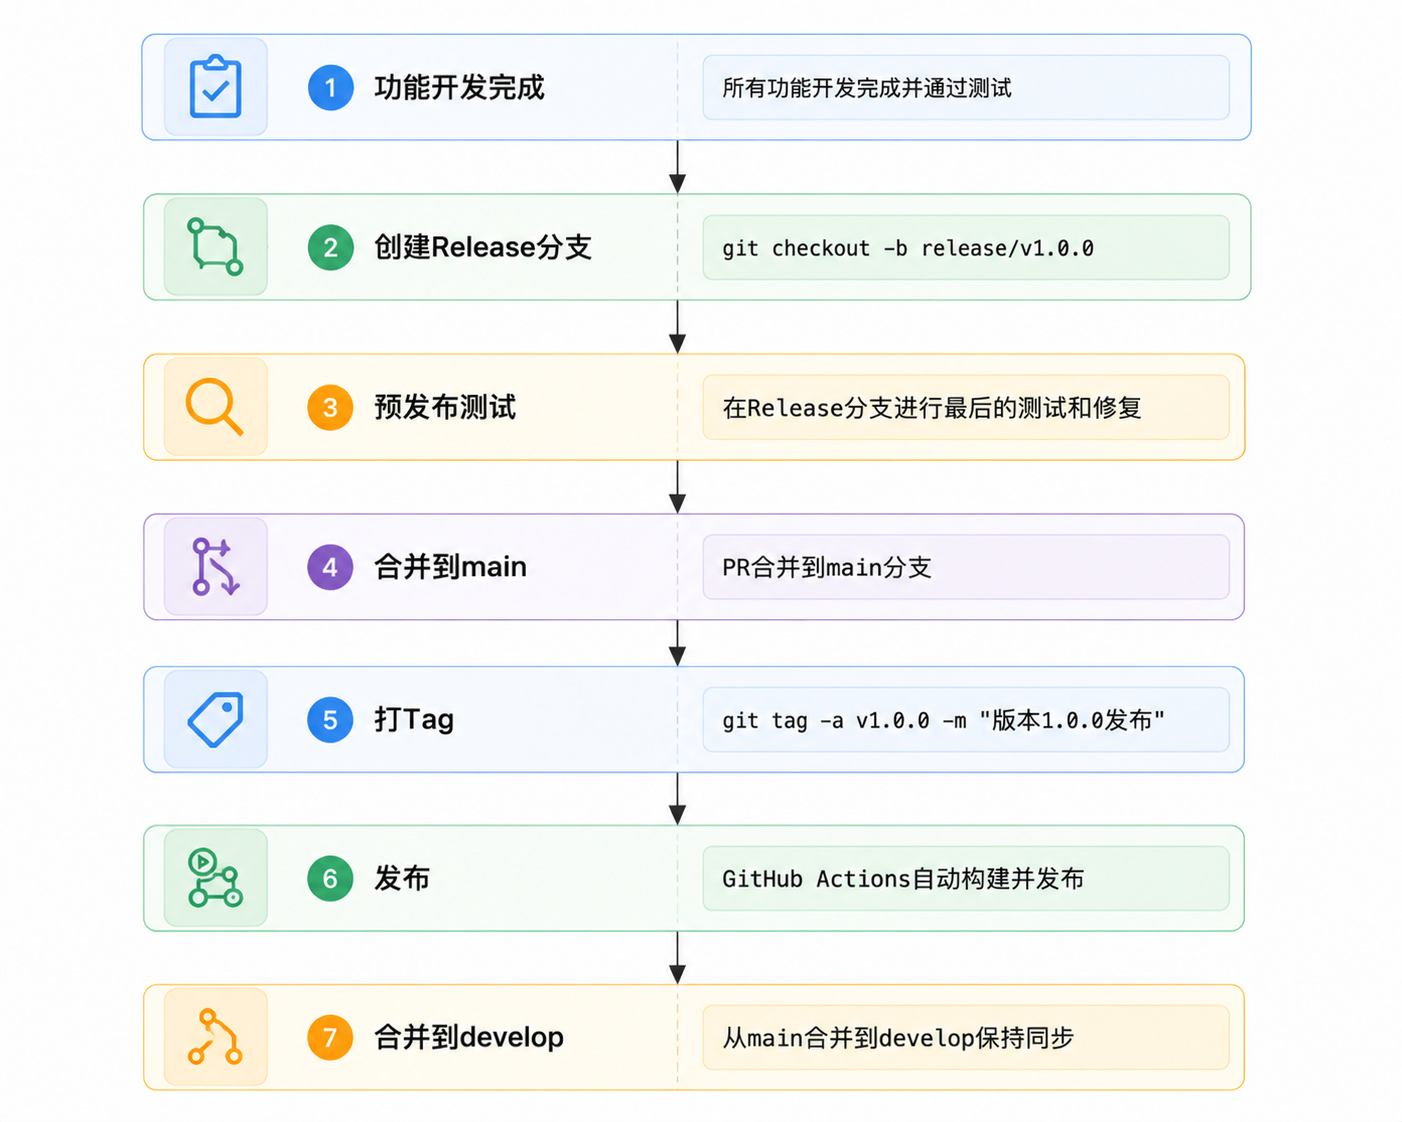 1 功能开发完成 所有功能开发完成并通过测试
2 创建Release分支 git checkout -b release/v1.0.0
3 预发布测试 在Release分支进行最后的测试和修复
4 合并到main PR合并到main分支
5 打Tag git tag -a v1.0.0 -m "版本1.0.0发布"
6 发布 GitHub Actions自动构建并发布
7 合并到develop 从main合并到develop保持同步